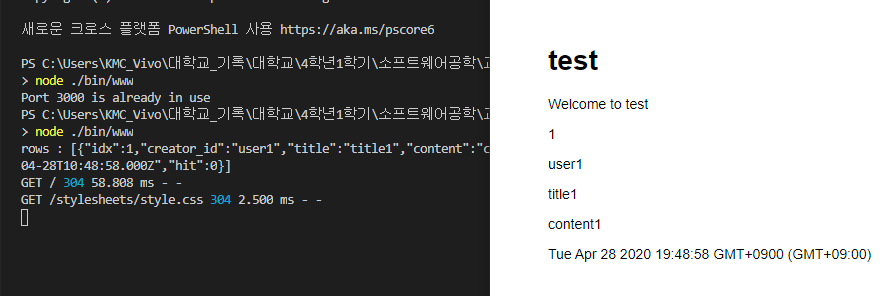 새로운 크로스 플랫폼 PowerShell 사용 https://aka.ms/pscore6
PS C:\Users\KMC_Vivo\대학교_기록\대학교\4학년1학기\소프트웨어공학\
> node ./bin/www
Port 3000 is already in use
PS C:\Users\KMC_Vivo\대학교_기록\대학교\4학년1학기\소프트웨어공학\
> node ./bin/www
rows : [{"idx":1,"creator_id":"user1","title":"title1","content":"c
04-28T10:48:58.000Z","hit":0}]
GET / 304 58.808 ms - -
GET /stylesheets/style.css 304 2.500 ms - -
test
Welcome to test
1
user1
title1
content1
Tue Apr 28 2020 19:48:58 GMT+0900 (GMT+09:00)